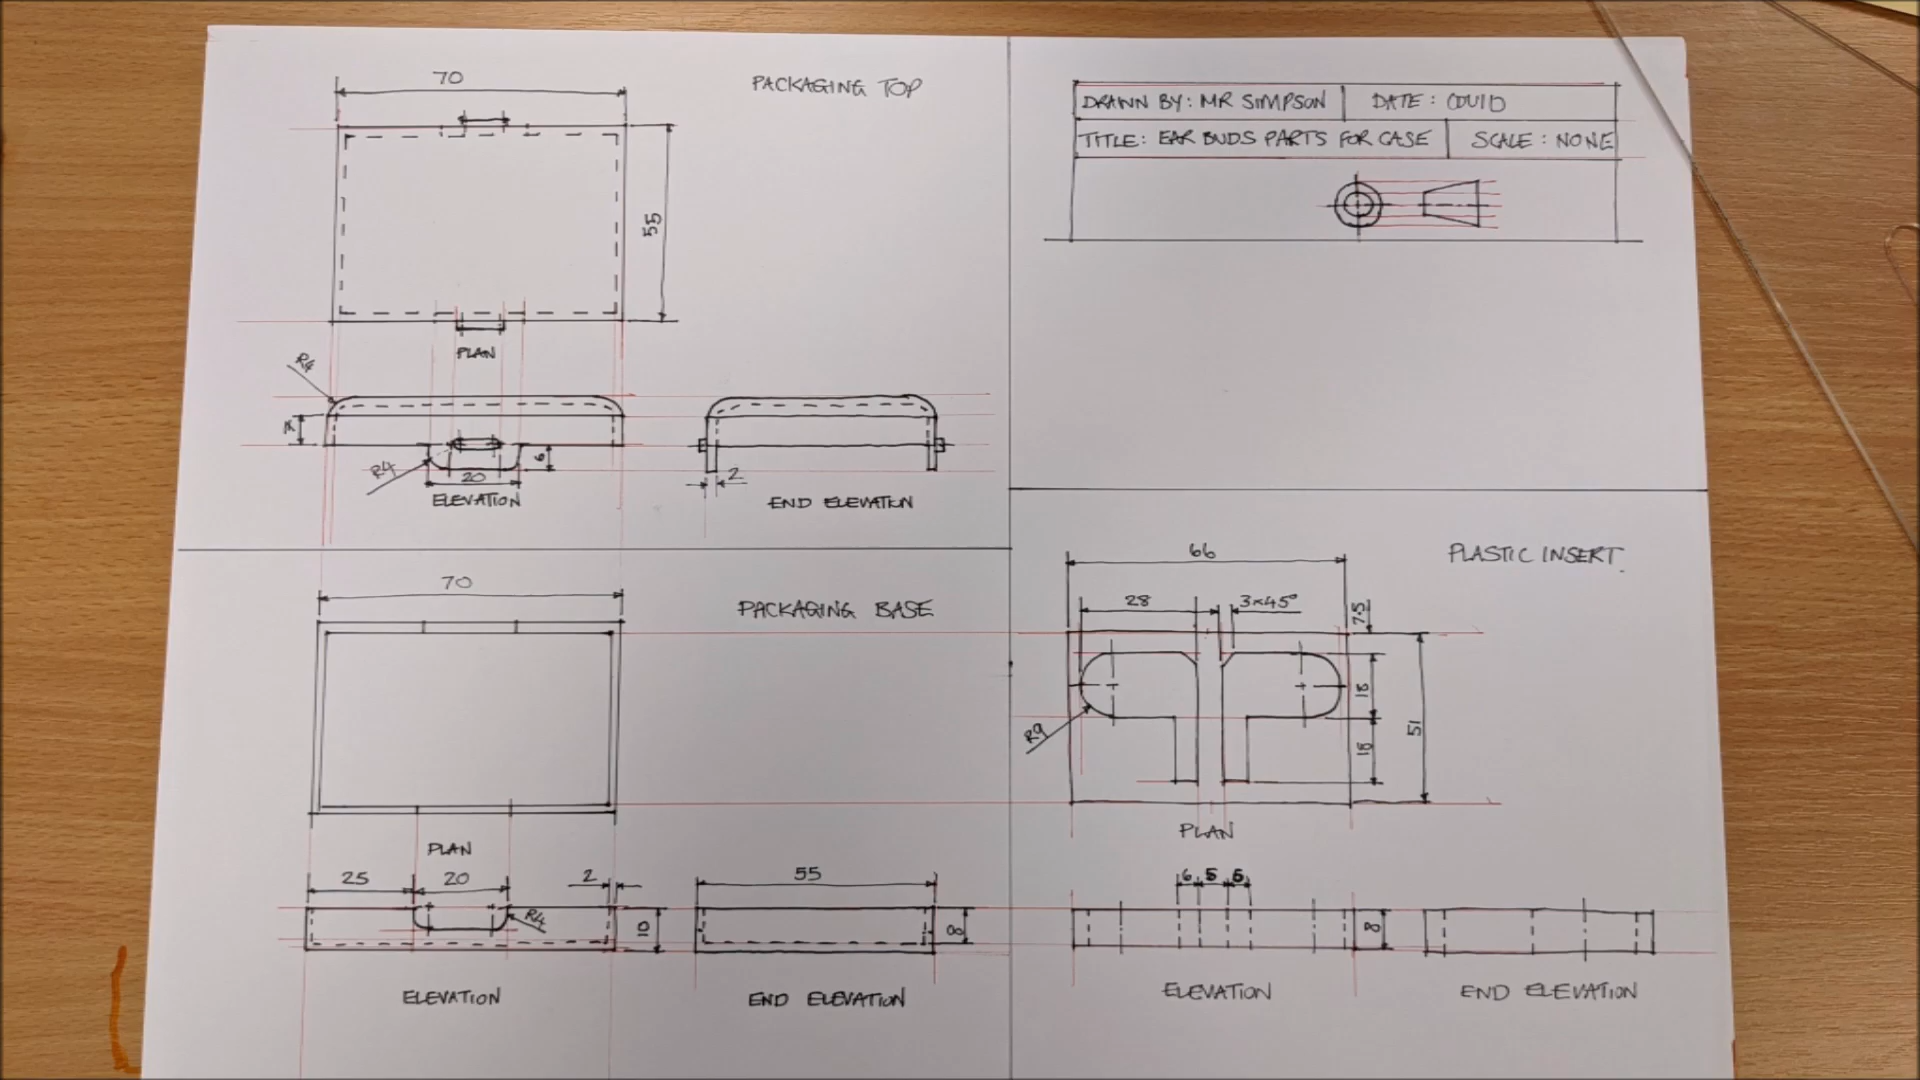 70
PACKAGING TOP
55
PLAN
R4
R4
20
6
ELEVATION
2
END ELEVATION
DRAWN BY: MR SIMPSON
DATE: COVID
TITLE: EAR BUDS PARTS FOR CASE
SCALE: NONE
70
PACKAGING BASE
PLAN
25
20
2
R4
10
ELEVATION
55
8
END ELEVATION
66
PLASTIC INSERT
28
3x45°
7.5
18
18
51
R9
PLAN
6 5
8
ELEVATION
END ELEVATION